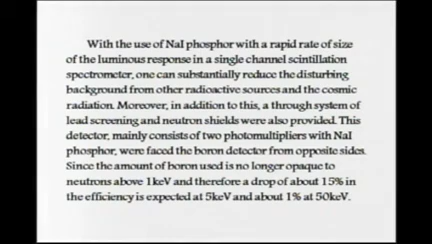 With the use of NaI phosphor with a rapid rate of size
of the luminous response in a single channel scintillation
spectrometer, one can substantially reduce the disturbing
background from other radioactive sources and the cosmic
radiation. Moreover, in addition to this, a through system of
lead screening and neutron shields were also provided. This
detector, mainly consists of two photomultipliers with NaI
phosphor, were faced the boron detector from opposite sides.
Since the amount of boron used is no longer opaque to
neutrons above 1keV and therefore a drop of about 15% in
the efficiency is expected at 5keV and about 1% at 50keV.